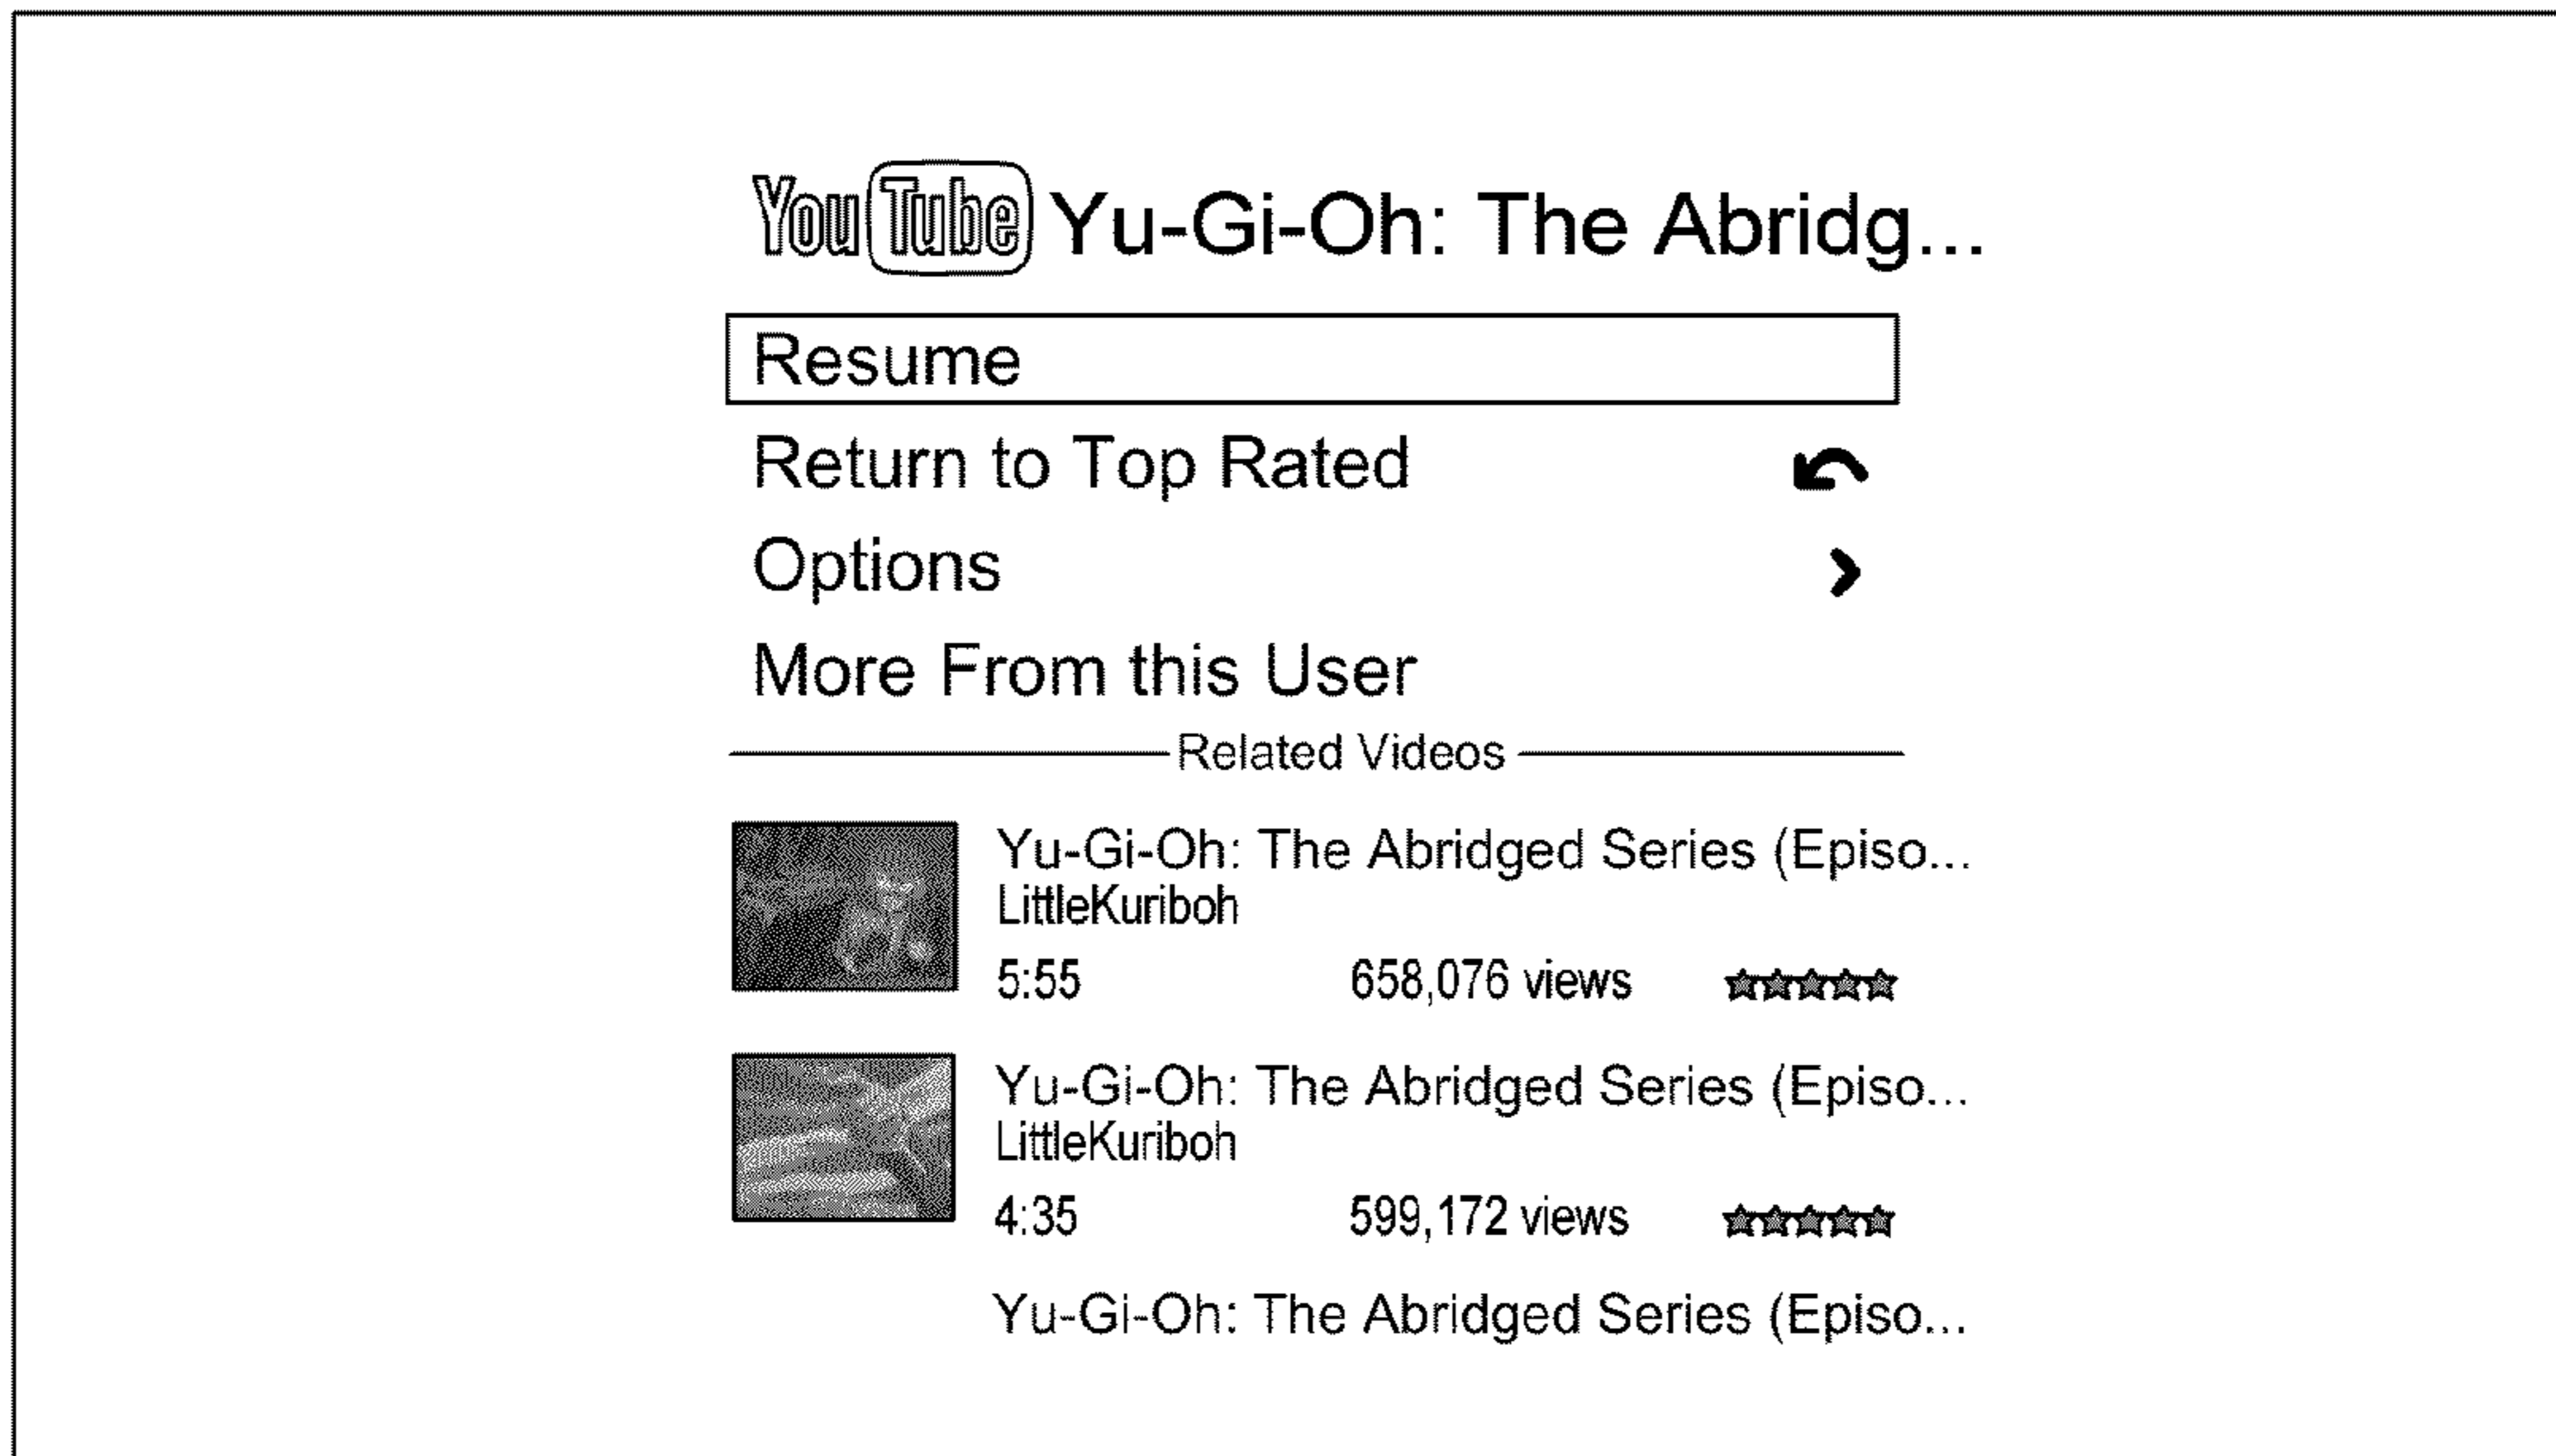 YouTube Yu-Gi-Oh: The Abridg...
Resume
Return to Top Rated
Options
More From this User
Related Videos
Yu-Gi-Oh: The Abridged Series (Episo...
LittleKuriboh
5:55 658,076 views
Yu-Gi-Oh: The Abridged Series (Episo...
LittleKuriboh
4:35 599,172 views
Yu-Gi-Oh: The Abridged Series (Episo...